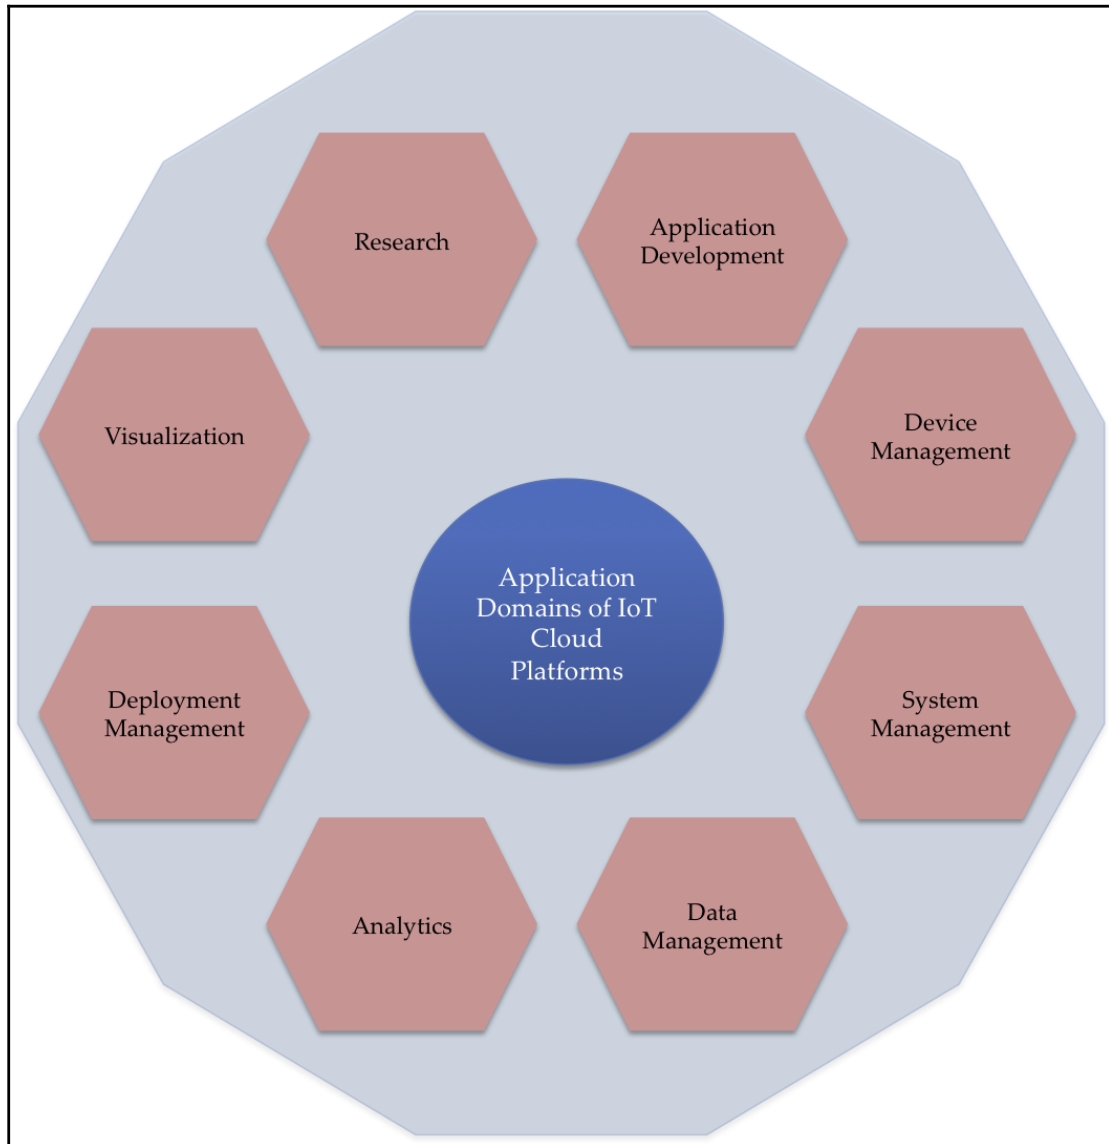 Research
Application
Development
Visualization
Device
Management
Application
Domains of IoT
Cloud
Platforms
Deployment
Management
System
Management
Analytics
Data
Management